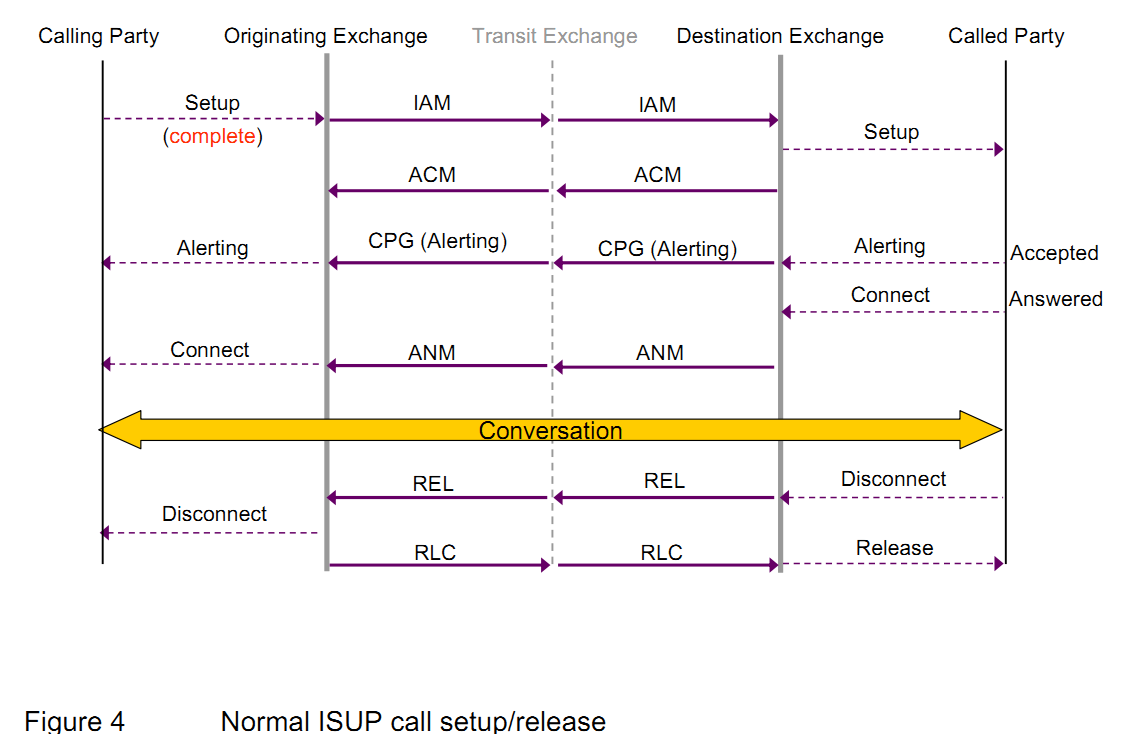 Calling Party Originating Exchange Transit Exchange Destination Exchange Called Party
Setup IAM IAM
(complete) Setup
ACM ACM
Alerting CPG (Alerting) CPG (Alerting) Alerting Accepted
Connect Answered
Connect ANM ANM
Conversation
REL REL Disconnect
Disconnect
RLC RLC Release
Figure 4 Normal ISUP call setup/release